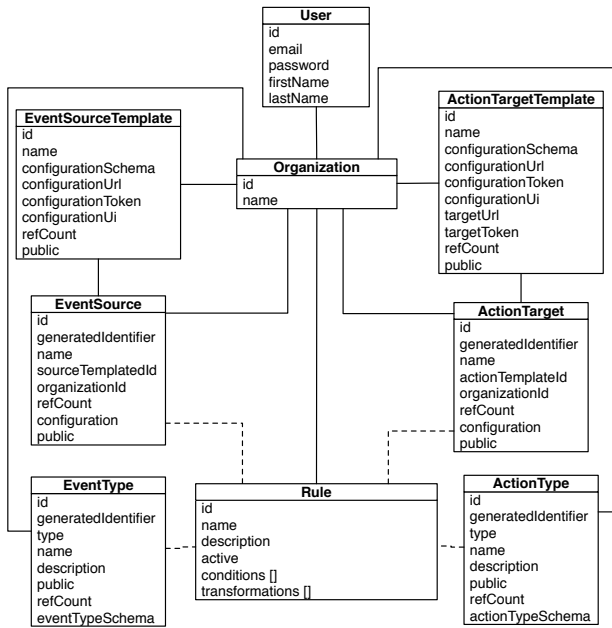 User
id
email
password
firstName
lastName
EventSourceTemplate
id
name
configurationSchema
configurationUrl
configurationToken
configurationUi
refCount
public
Organization
id
name
ActionTargetTemplate
id
name
configurationSchema
configurationUrl
configurationToken
configurationUi
targetUrl
targetToken
refCount
public
EventSource
id
generatedIdentifier
name
sourceTemplatedId
organizationId
refCount
configuration
public
ActionTarget
id
generatedIdentifier
name
actionTemplateId
organizationId
refCount
configuration
public
EventType
id
generatedIdentifier
type
name
description
public
refCount
eventTypeSchema
Rule
id
name
description
active
conditions []
transformations []
ActionType
id
generatedIdentifier
type
name
description
public
refCount
actionTypeSchema